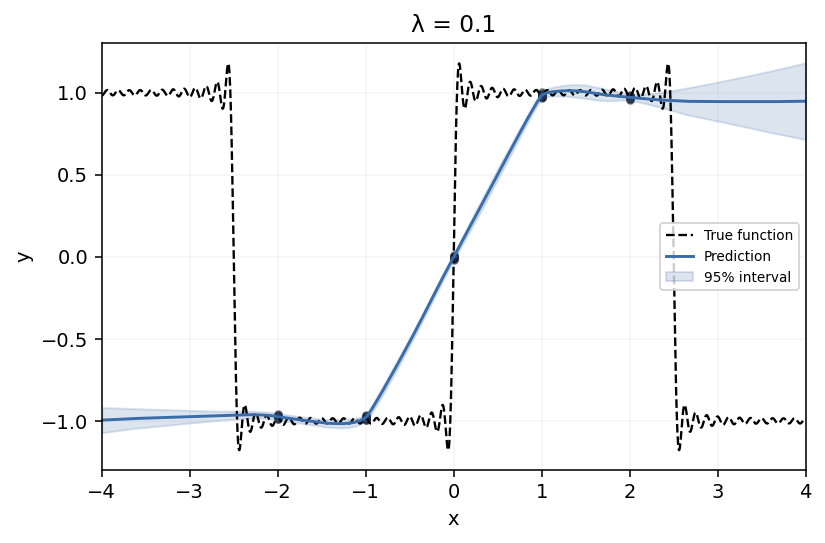 λ = 0.1
1.0
0.5
0.0
−0.5
−1.0
y
True function
Prediction
95% interval
−4 −3 −2 −1 0 1 2 3 4
x